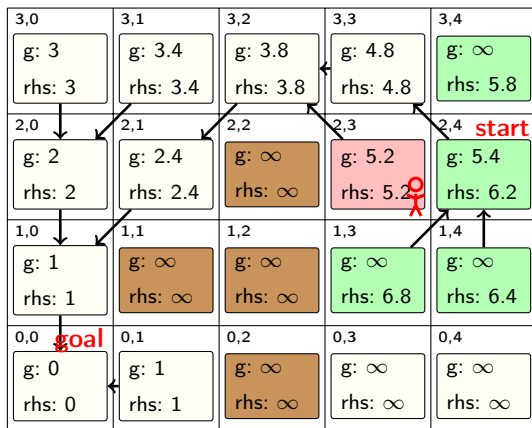 3,0 3,1 3,2 3,3 3,4
g: 3 g: 3.4 g: 3.8 g: 4.8 g: ∞
rhs: 3 rhs: 3.4 rhs: 3.8 rhs: 4.8 rhs: 5.8
2,0 2,1 2,2 2,3 2,4 start
g: 2 g: 2.4 g: ∞ g: 5.2 g: 5.4
rhs: 2 rhs: 2.4 rhs: ∞ rhs: 5.2 rhs: 6.2
1,0 1,1 1,2 1,3 1,4
g: 1 g: ∞ g: ∞ g: ∞ g: ∞
rhs: 1 rhs: ∞ rhs: ∞ rhs: 6.8 rhs: 6.4
0,0 goal 0,1 0,2 0,3 0,4
g: 0 g: 1 g: ∞ g: ∞ g: ∞
rhs: 0 rhs: 1 rhs: ∞ rhs: ∞ rhs: ∞